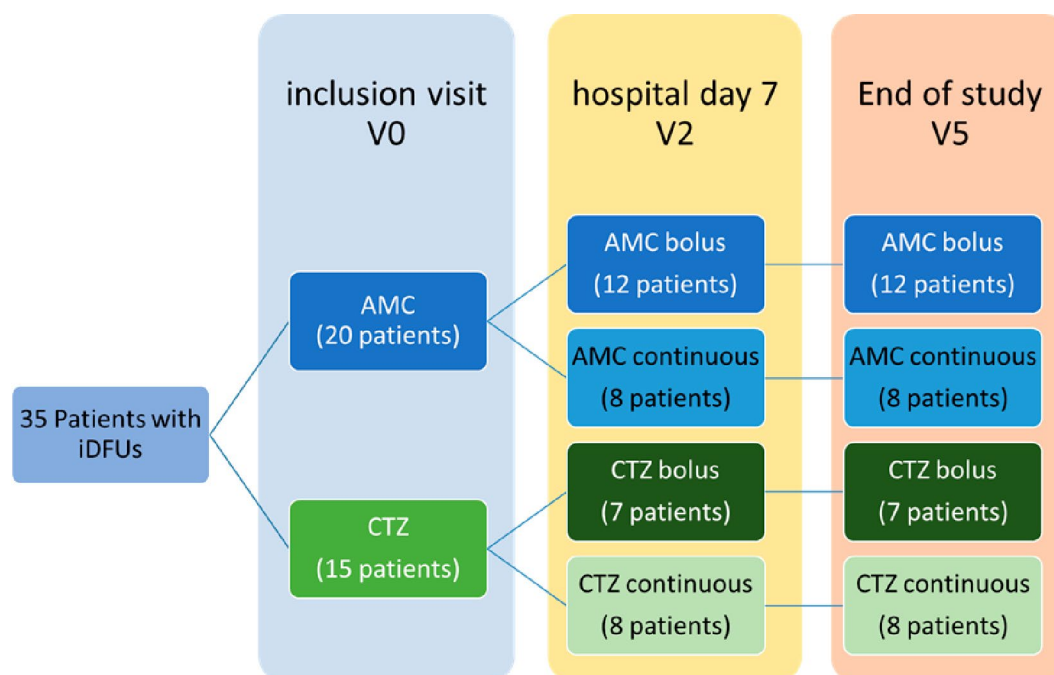 inclusion visit
V0
hospital day 7
V2
End of study
V5
35 Patients with
iDFUs
AMC
(20 patients)
CTZ
(15 patients)
AMC bolus
(12 patients)
AMC continuous
(8 patients)
CTZ bolus
(7 patients)
CTZ continuous
(8 patients)
AMC bolus
(12 patients)
AMC continuous
(8 patients)
CTZ bolus
(7 patients)
CTZ continuous
(8 patients)